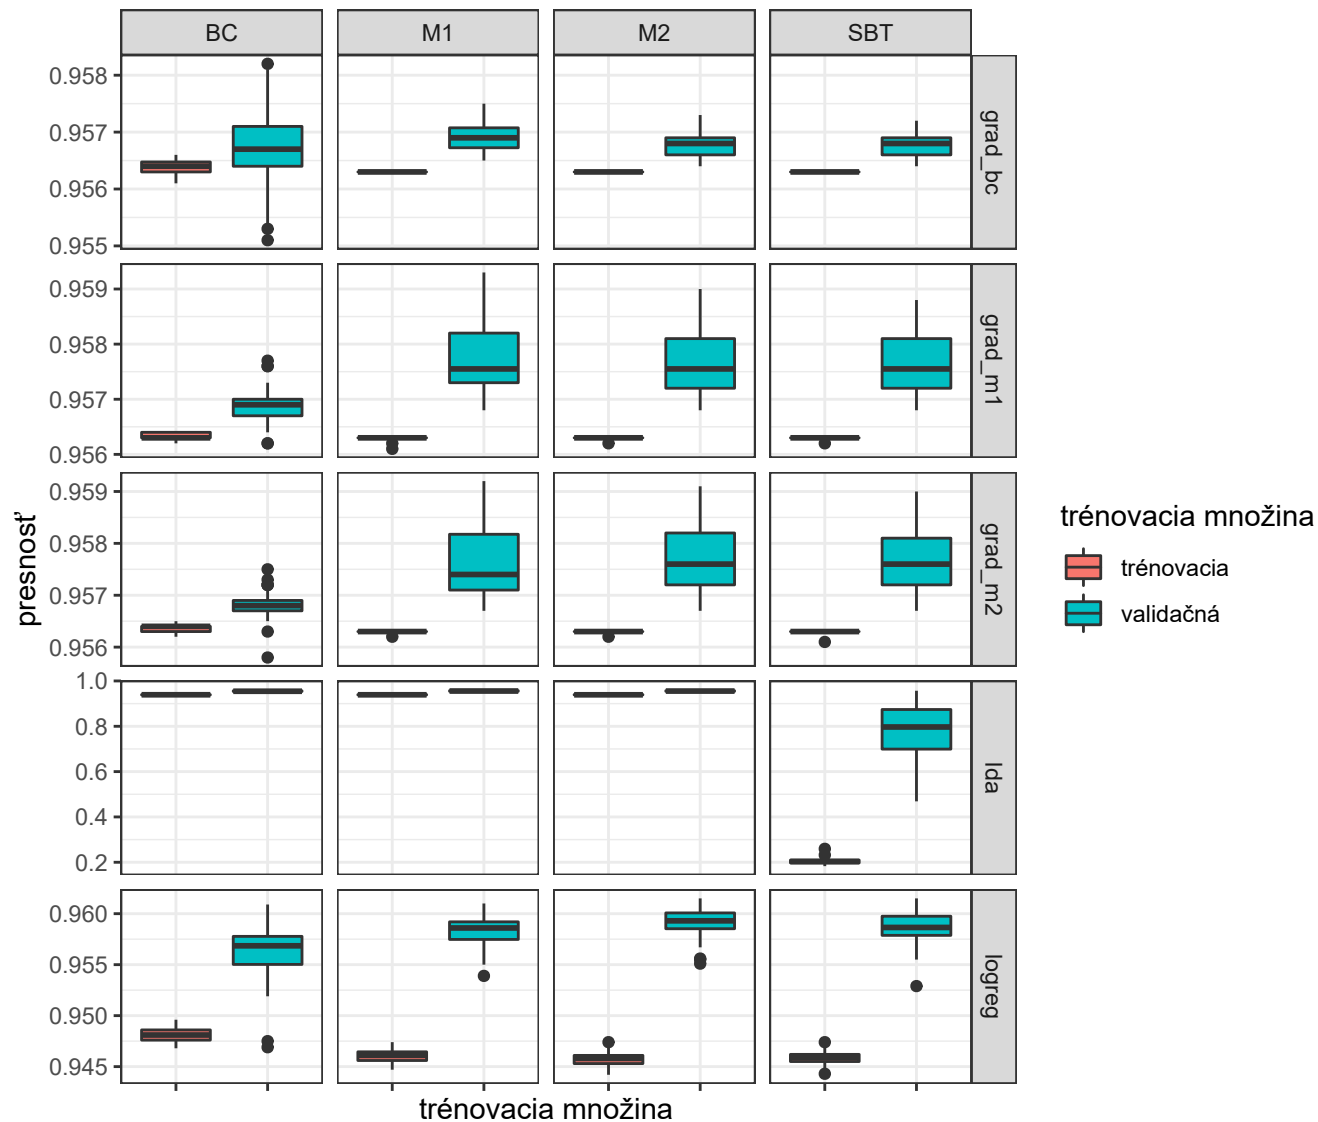 BC
M1
M2
SBT
0.958
0.957
0.956
0.955
grad_bc
0.959
0.958
0.957
0.956
grad_m1
0.959
0.958
0.957
0.956
grad_m2
1.0
0.8
0.6
0.4
0.2
lda
0.960
0.955
0.950
0.945
logreg
presnosť
trénovacia množina
trénovacia množina
trénovacia
validačná